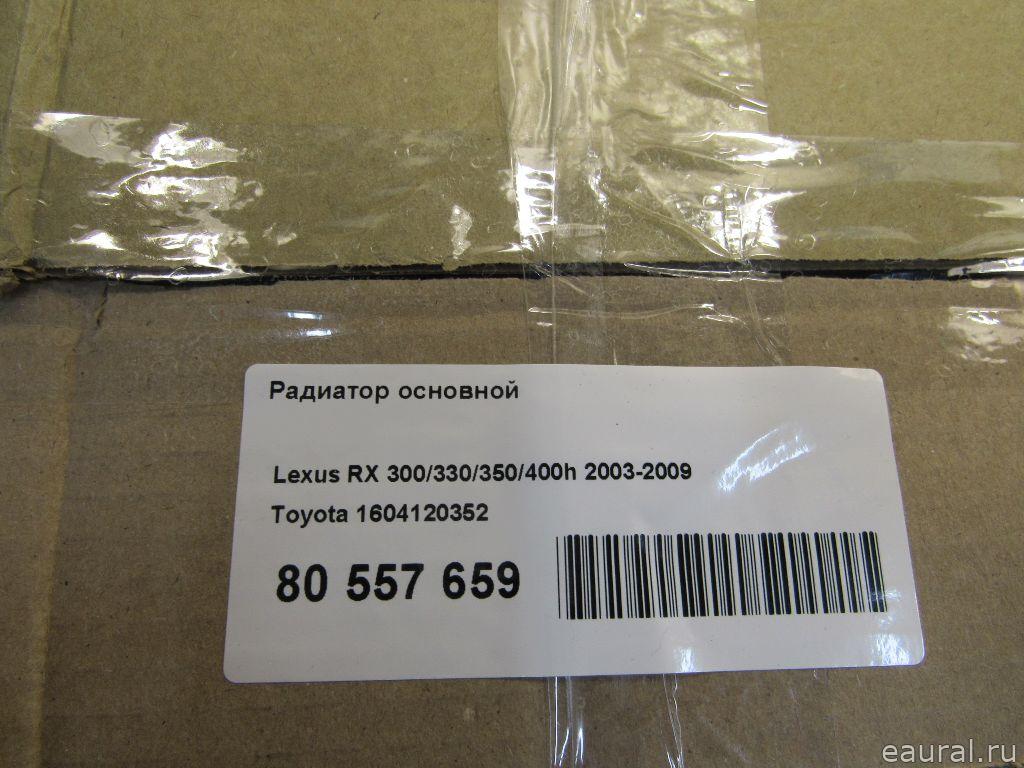 Радиатор основной
Lexus RX 300/330/350/400h 2003-2009
Toyota 1604120352
80 557 659
eaural.ru